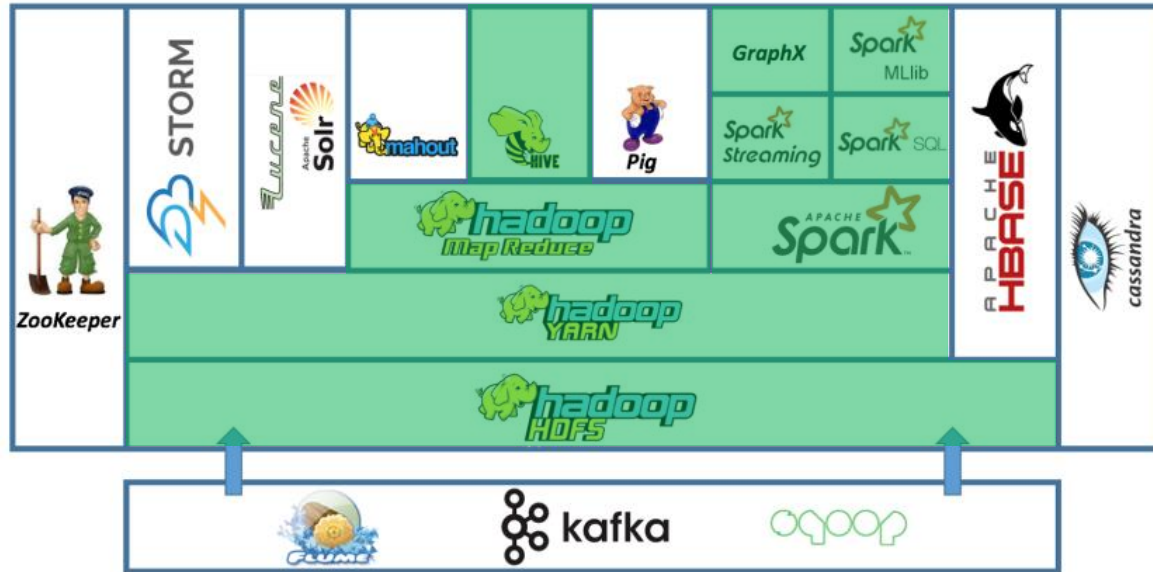 ZooKeeper
STORM
Lucene
Apache
Solr
mahout
HIVE
Pig
GraphX
Spark
MLlib
Spark
Streaming
Spark SQL
hadoop
Map Reduce
APACHE
Spark
TM
APACHE
HBASE
cassandra
hadoop
YARN
hadoop
HDFS
FLUME
kafka
sqoop